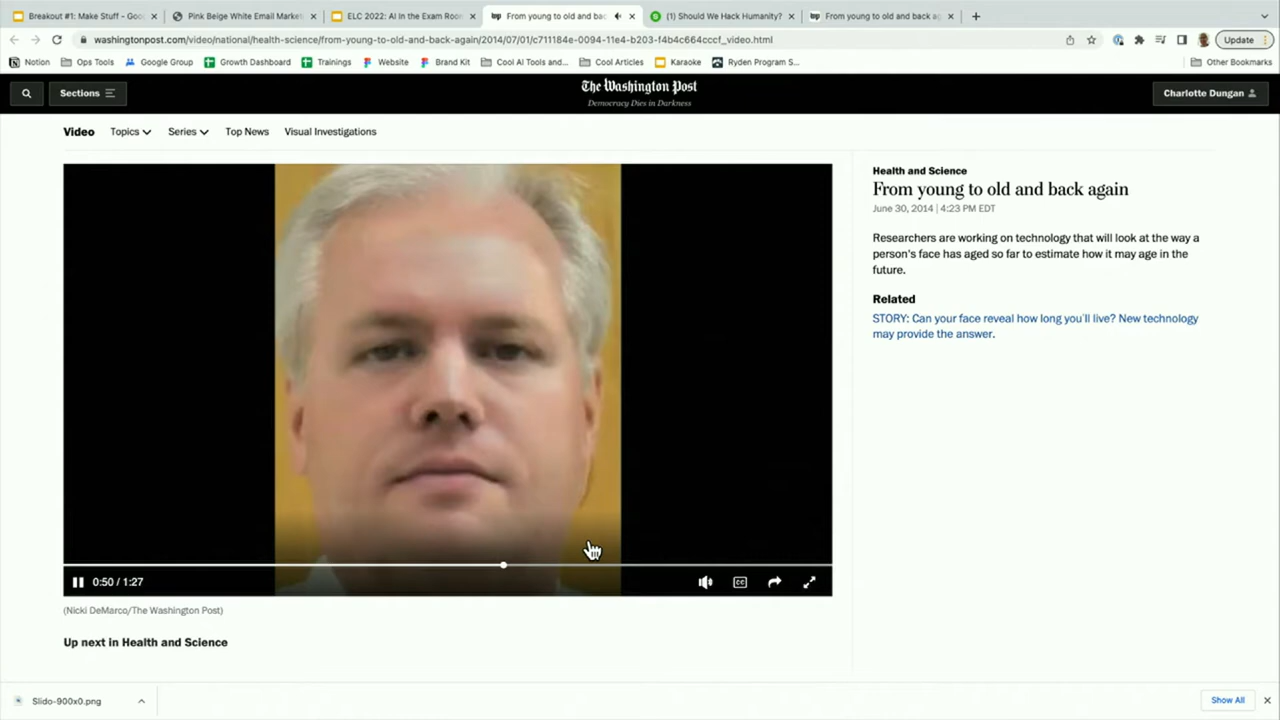 Breakout #1: Make Stuff - Goo
Pink Beige White Email Market
ELC 2022: AI In the Exam Room
From young to old and bac
(1) Should We Hack Humanity?
From young to old and back ag
washingtonpost.com/video/national/health-science/from-young-to-old-and-back-again/2014/07/01/c711184e-0094-11e4-b203-f4b4c664cccf_video.html
Update
Notion
Ops Tools
Google Group
Growth Dashboard
Trainings
Website
Brand Kit
Cool AI Tools and...
Cool Articles
Karaoke
Ryden Program S...
Other Bookmarks
Sections
The Washington Post
Democracy Dies in Darkness
Charlotte Dungan
Video
Topics
Series
Top News
Visual Investigations
Health and Science
From young to old and back again
June 30, 2014 | 4:23 PM EDT
Researchers are working on technology that will look at the way a
person's face has aged so far to estimate how it may age in the
future.
Related
STORY: Can your face reveal how long you'll live? New technology
may provide the answer.
0:50 / 1:27
CC
(Nicki DeMarco/The Washington Post)
Up next in Health and Science
Slido-900x0.png
Show All